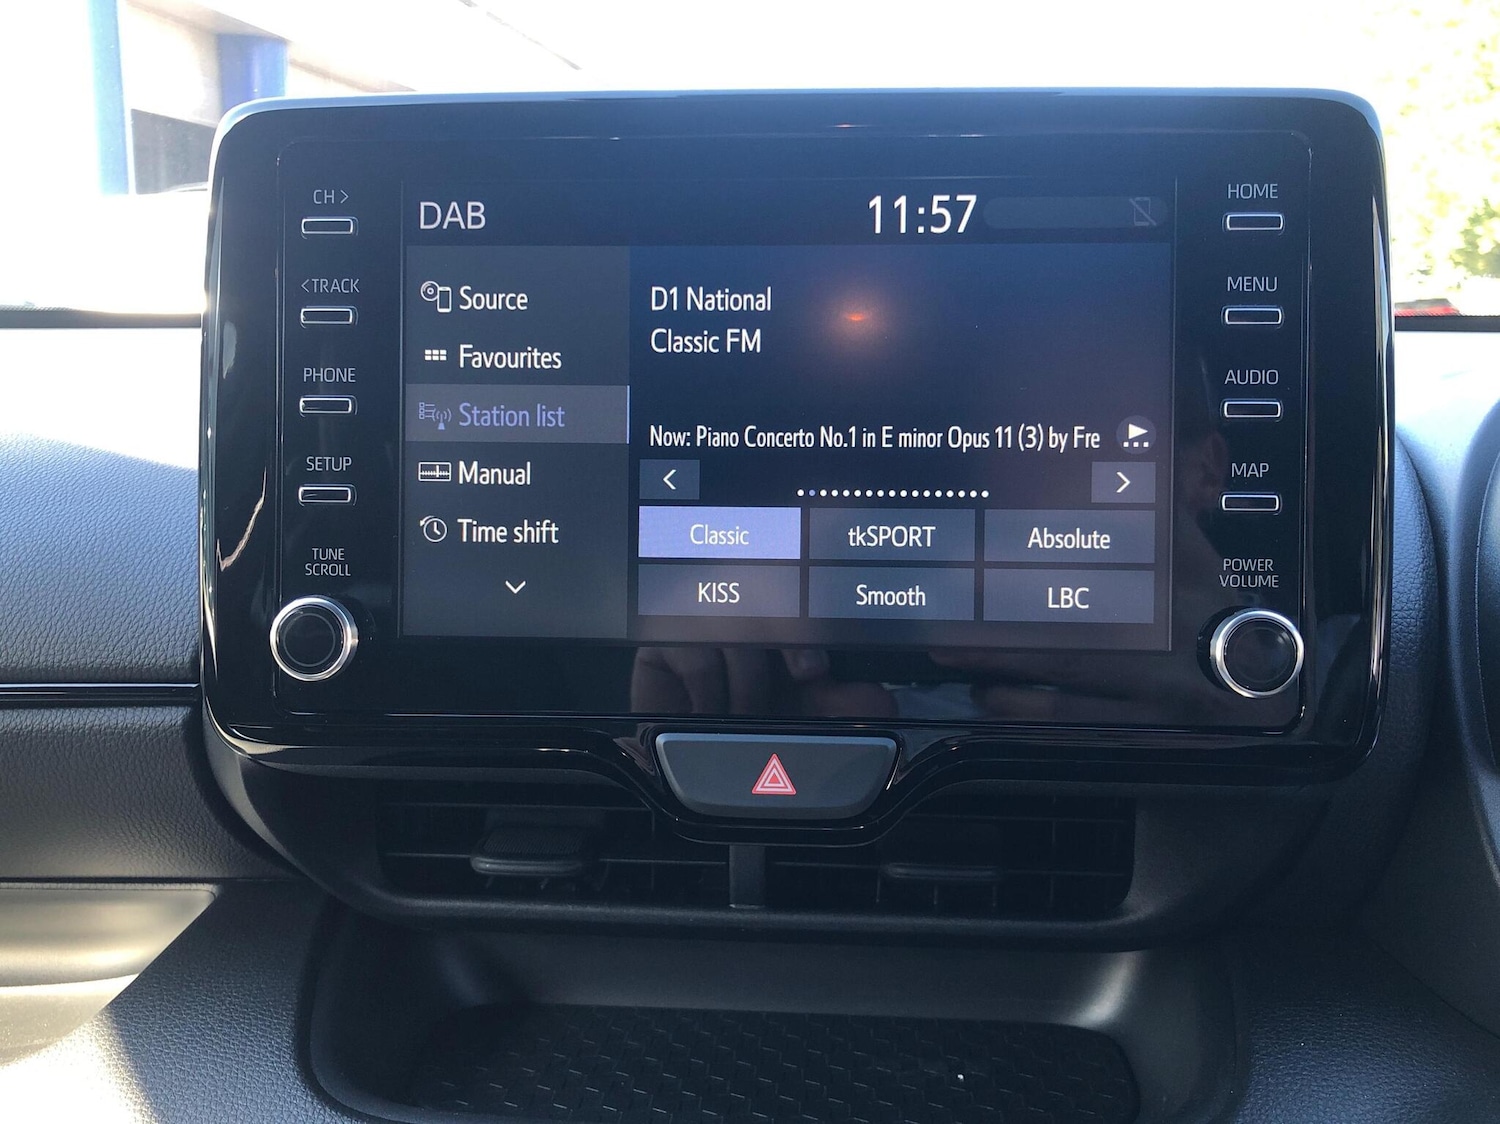 CH >
<TRACK
PHONE
SETUP
TUNE
SCROLL
DAB
11:57
Source
Favourites
Station list
Manual
Time shift
D1 National
Classic FM
Now: Piano Concerto No.1 in E minor Opus 11 (3) by Fre
Classic
tkSPORT
Absolute
KISS
Smooth
LBC
HOME
MENU
AUDIO
MAP
POWER
VOLUME